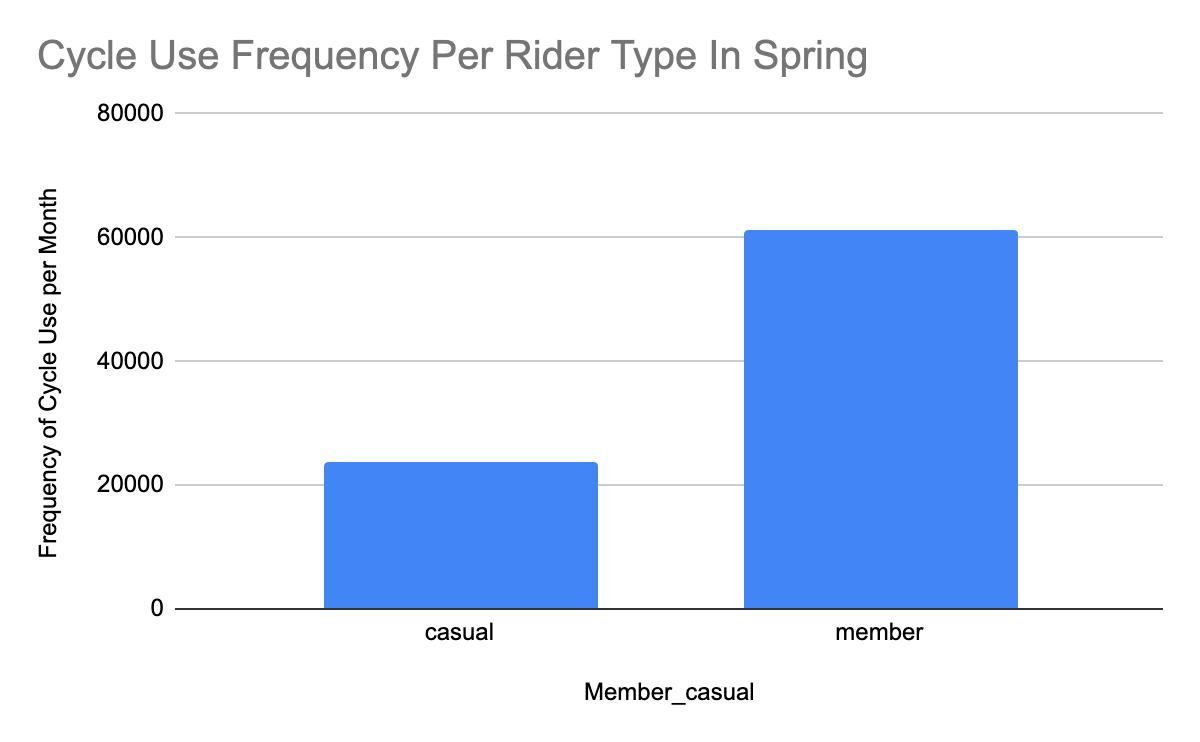 Cycle Use Frequency Per Rider Type In Spring
Frequency of Cycle Use per Month
80000
60000
40000
20000
0
casual
member
Member_casual